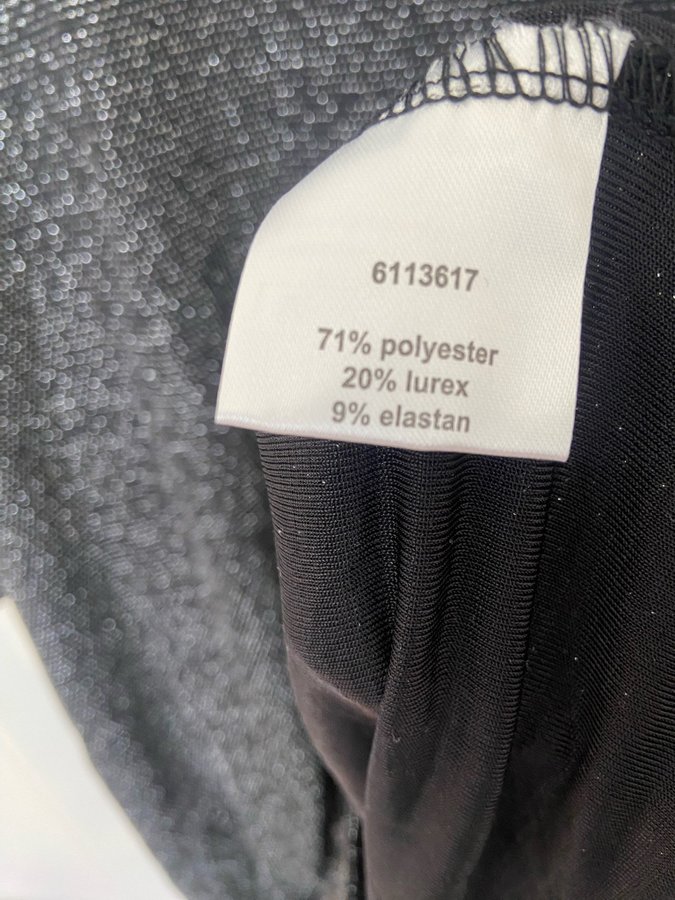 6113617
71% polyester
20% lurex
9% elastan